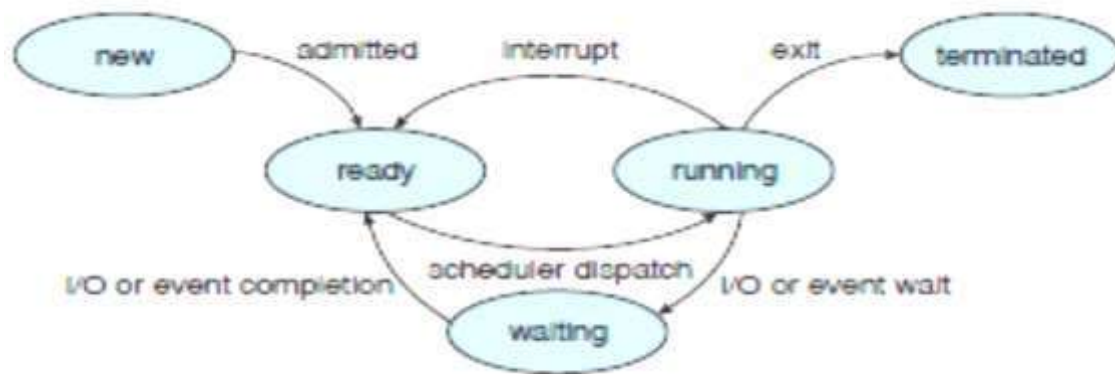 new
admitted
interrupt
exit
terminated
ready
running
I/O or event completion
scheduler dispatch
I/O or event wait
waiting